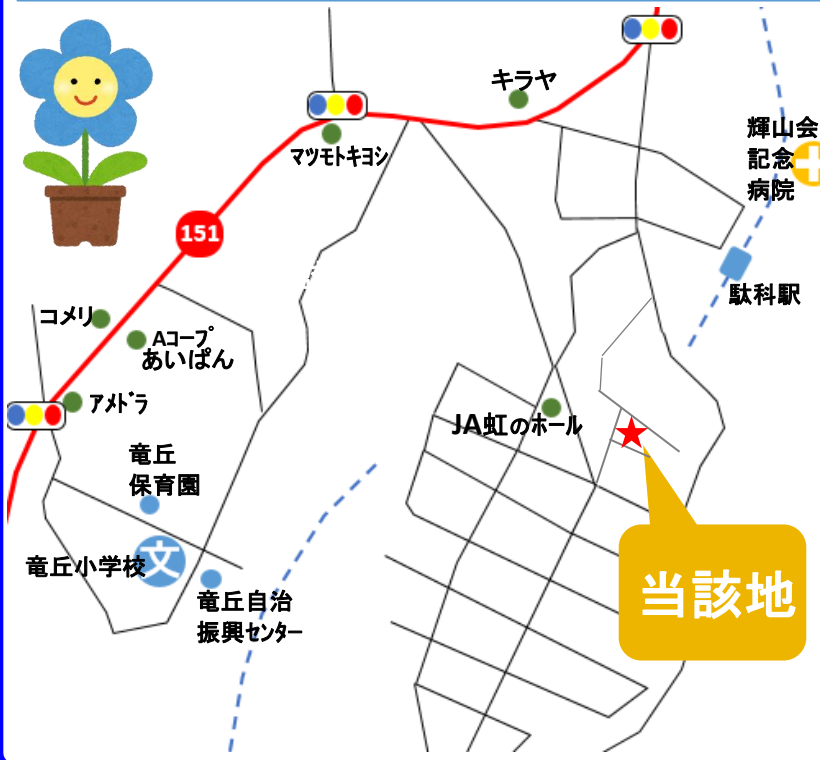 キラヤ
輝山会
記念
病院
マツモトキヨシ
151
駄科駅
コメリ
Aコープ
あいぱん
アメドラ
JA虹のホール
竜丘
保育園
竜丘小学校
文
竜丘自治
振興センター
当該地